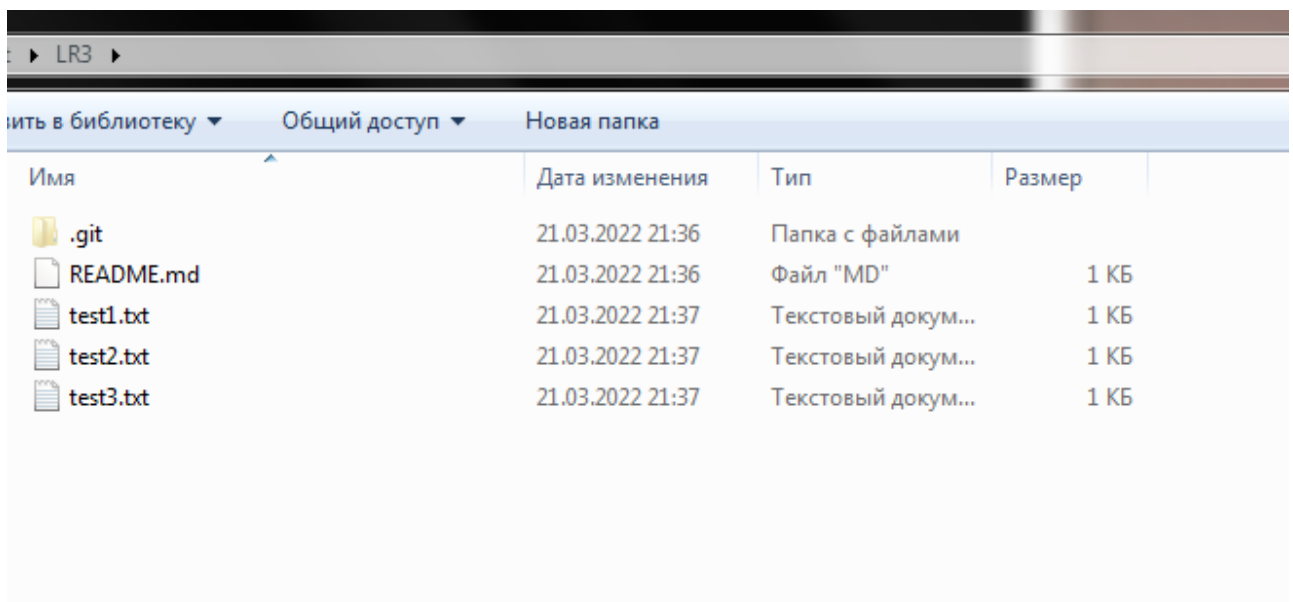 LR3
вить в библиотеку Общий доступ Новая папка
Имя Дата изменения Тип Размер
.git 21.03.2022 21:36 Папка с файлами
README.md 21.03.2022 21:36 Файл "MD" 1 КБ
test1.txt 21.03.2022 21:37 Текстовый докум... 1 КБ
test2.txt 21.03.2022 21:37 Текстовый докум... 1 КБ
test3.txt 21.03.2022 21:37 Текстовый докум... 1 КБ